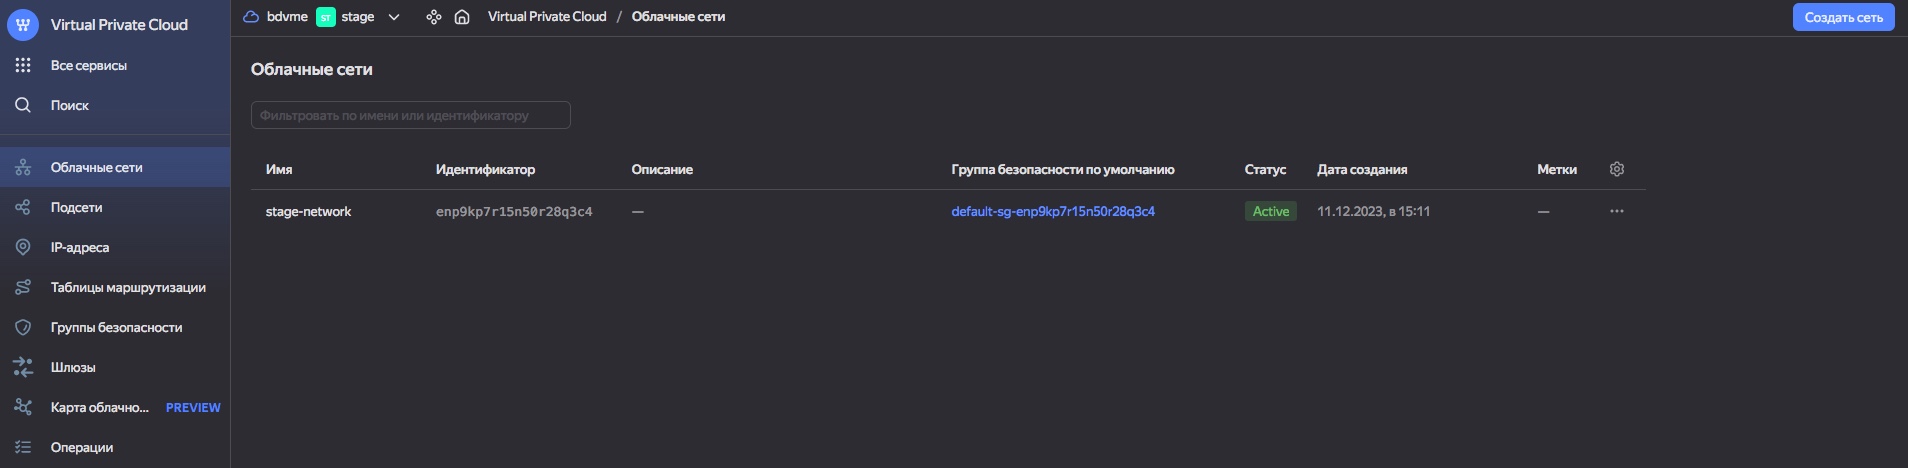 Virtual Private Cloud
Все сервисы
Поиск
Облачные сети
Подсети
IP-адреса
Таблицы маршрутизации
Группы безопасности
Шлюзы
Карта облачно... PREVIEW
Операции
bdvme ST stage Virtual Private Cloud / Облачные сети Создать сеть
Облачные сети
Фильтровать по имени или идентификатору
Имя Идентификатор Описание Группа безопасности по умолчанию Статус Дата создания Метки
stage-network enp9kp7r15n50r28q3c4 — default-sg-enp9kp7r15n50r28q3c4 Active 11.12.2023, в 15:11 —